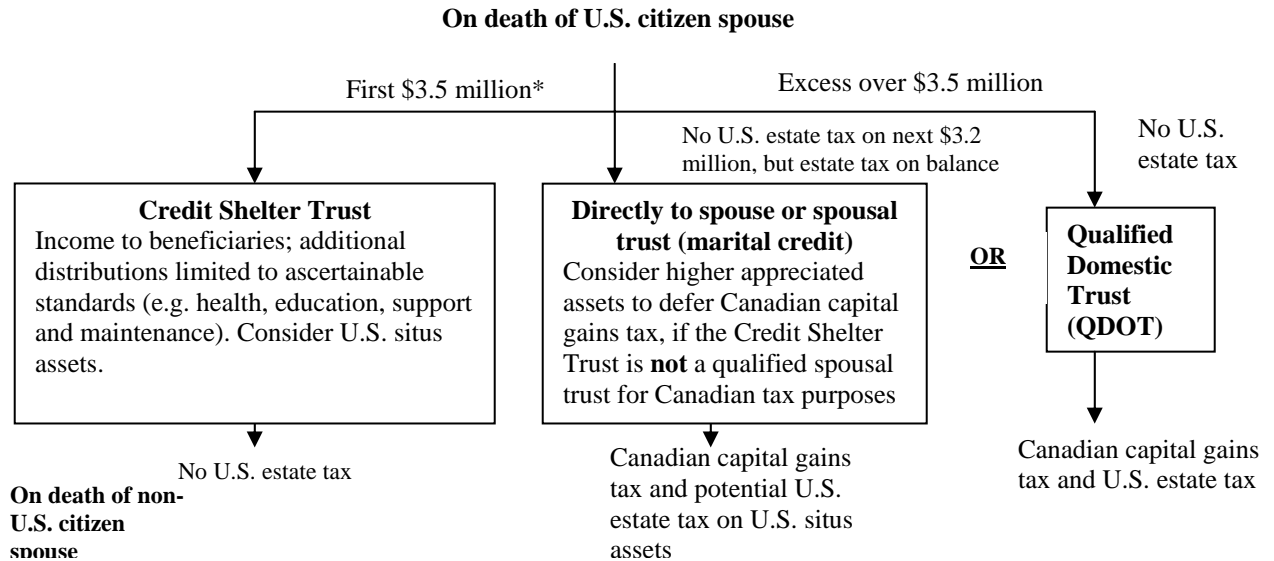 On death of U.S. citizen spouse
First $3.5 million*
Excess over $3.5 million
No U.S. estate tax on next $3.2
million, but estate tax on balance
No U.S.
estate tax
Credit Shelter Trust
Income to beneficiaries; additional
distributions limited to ascertainable
standards (e.g. health, education, support
and maintenance). Consider U.S. situs
assets.
Directly to spouse or spousal
trust (marital credit)
Consider higher appreciated
assets to defer Canadian capital
gains tax, if the Credit Shelter
Trust is not a qualified spousal
trust for Canadian tax purposes
OR
Qualified
Domestic
Trust
(QDOT)
No U.S. estate tax
Canadian capital gains
tax and potential U.S.
estate tax on U.S. situs
assets
Canadian capital gains
tax and U.S. estate tax
On death of non-
U.S. citizen
spouse